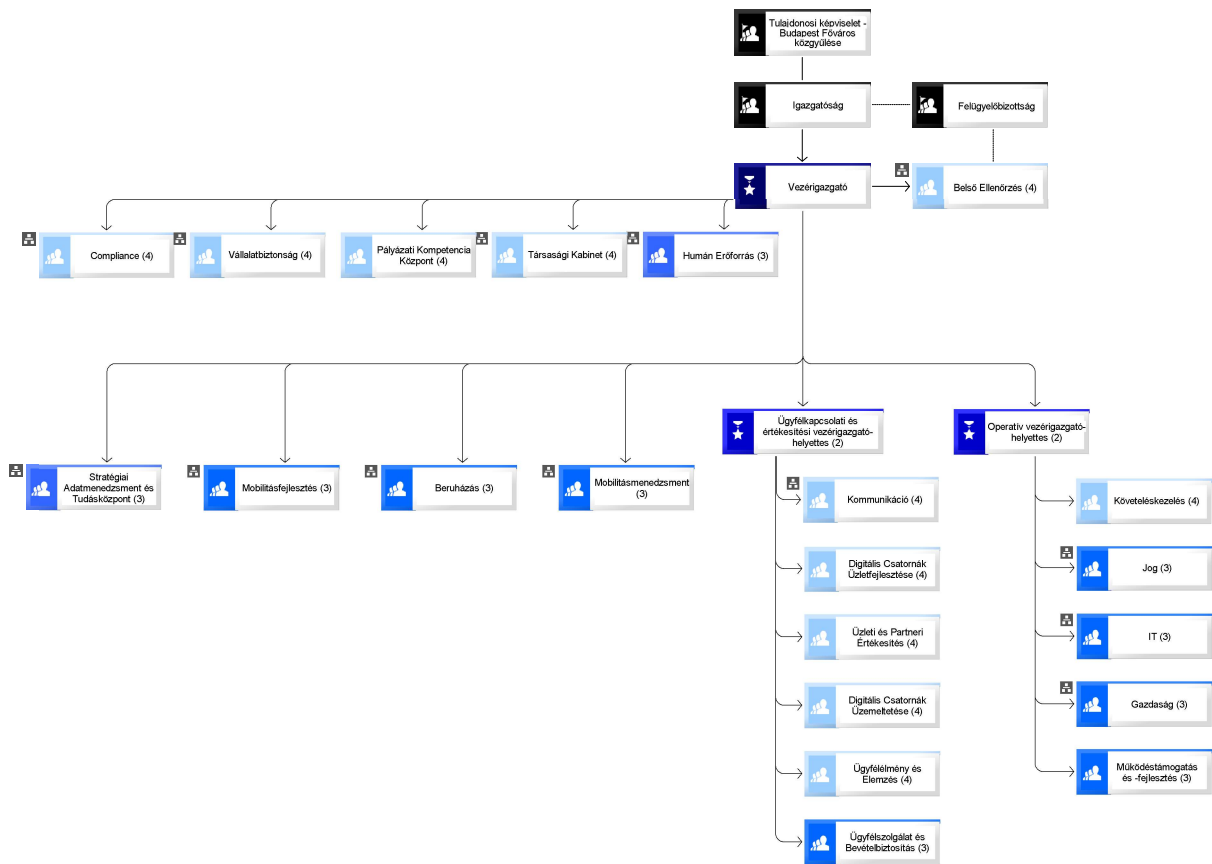 Tulajdonosi képviselet -
Budapest Főváros
közgyűlése
Igazgatóság
Felügyelőbizottság
Vezérigazgató
Belső Ellenőrzés (4)
Compliance (4)
Vállalatbiztonság (4)
Pályázati Kompetencia
Központ (4)
Társasági Kabinet (4)
Humán Erőforrás (3)
Ügyfélkapcsolati és
értékesítési vezérigazgató-
helyettes (2)
Operatív vezérigazgató-
helyettes (2)
Stratégiai
Adatmenedzsment és
Tudásközpont (3)
Mobilitásfejlesztés (3)
Beruházás (3)
Mobilitásmenedzsment
(3)
Kommunikáció (4)
Digitális Csatornák
Üzletfejlesztése (4)
Üzleti és Partneri
Értékesítés (4)
Digitális Csatornák
Üzemeltetése (4)
Ügyfélélmény és
Elemzés (4)
Ügyfélszolgálat és
Bevételbiztosítás (3)
Követeléskezelés (4)
Jog (3)
IT (3)
Gazdaság (3)
Működéstámogatás
és -fejlesztés (3)